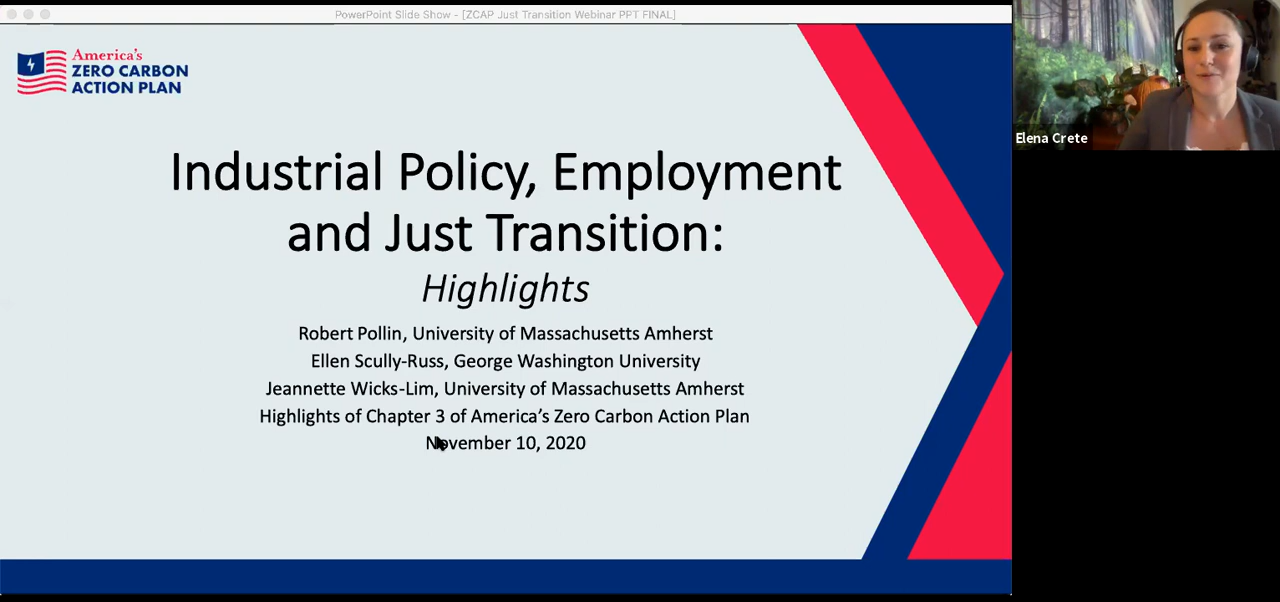 PowerPoint Slide Show - [ZCAP Just Transition Webinar PPT FINAL]
America's
ZERO CARBON
ACTION PLAN
Elena Crete
Industrial Policy, Employment
and Just Transition:
Highlights
Robert Pollin, University of Massachusetts Amherst
Ellen Scully-Russ, George Washington University
Jeannette Wicks-Lim, University of Massachusetts Amherst
Highlights of Chapter 3 of America’s Zero Carbon Action Plan
November 10, 2020